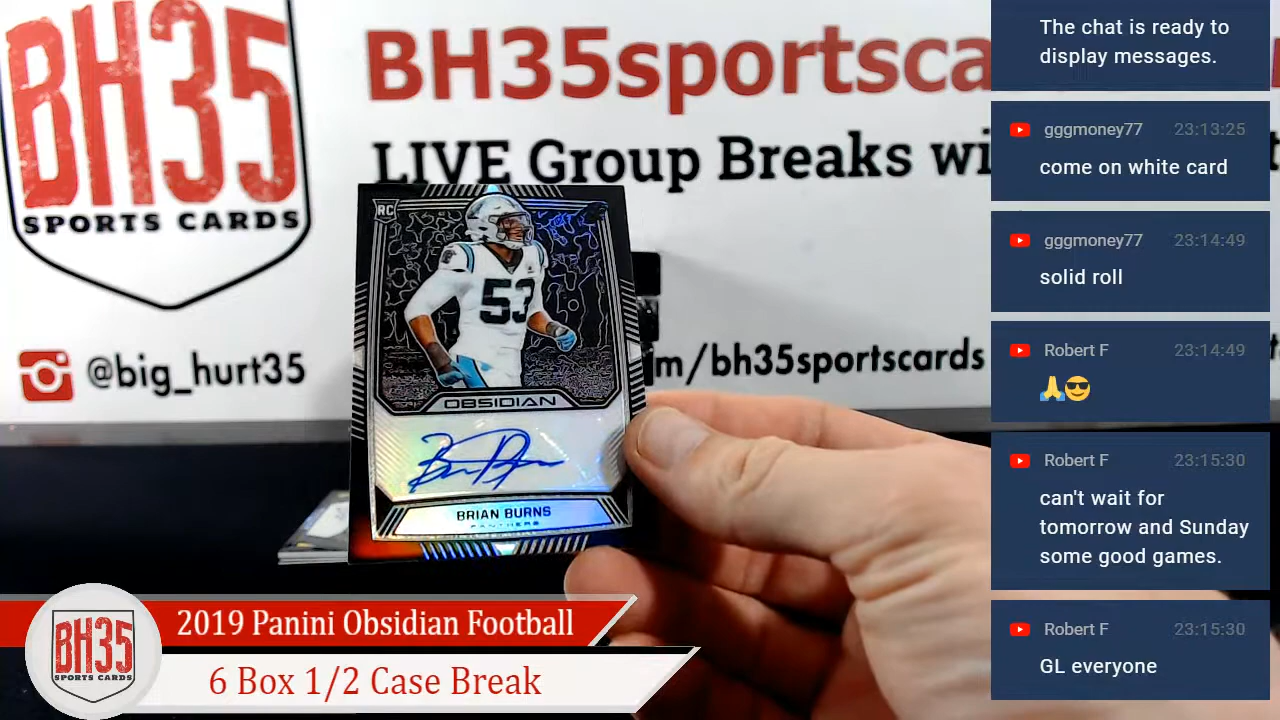 BH35
SPORTS CARDS
BH35sportsca
LIVE Group Breaks wi
@big_hurt35
m/bh35sportscards
RC
53
OBSIDIAN
BRIAN BURNS
PANTHERS
BH35
SPORTS CARDS
2019 Panini Obsidian Football
6 Box 1/2 Case Break
The chat is ready to
display messages.
gggmoney77 23:13:25
come on white card
gggmoney77 23:14:49
solid roll
Robert F 23:14:49
🙏😎
Robert F 23:15:30
can't wait for
tomorrow and Sunday
some good games.
Robert F 23:15:30
GL everyone